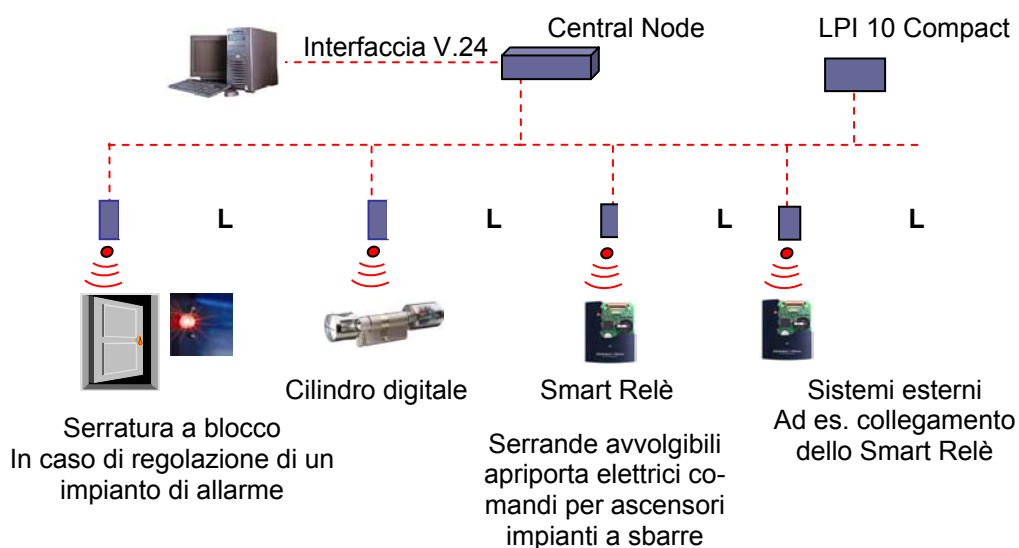 Interfaccia V.24
Central Node
LPI 10 Compact
L
L
L
L
Serratura a blocco
In caso di regolazione di un
impianto di allarme
Cilindro digitale
Smart Relè
Serrande avvolgibili
apriporta elettrici co-
mandi per ascensori
impianti a sbarre
Sistemi esterni
Ad es. collegamento
dello Smart Relè